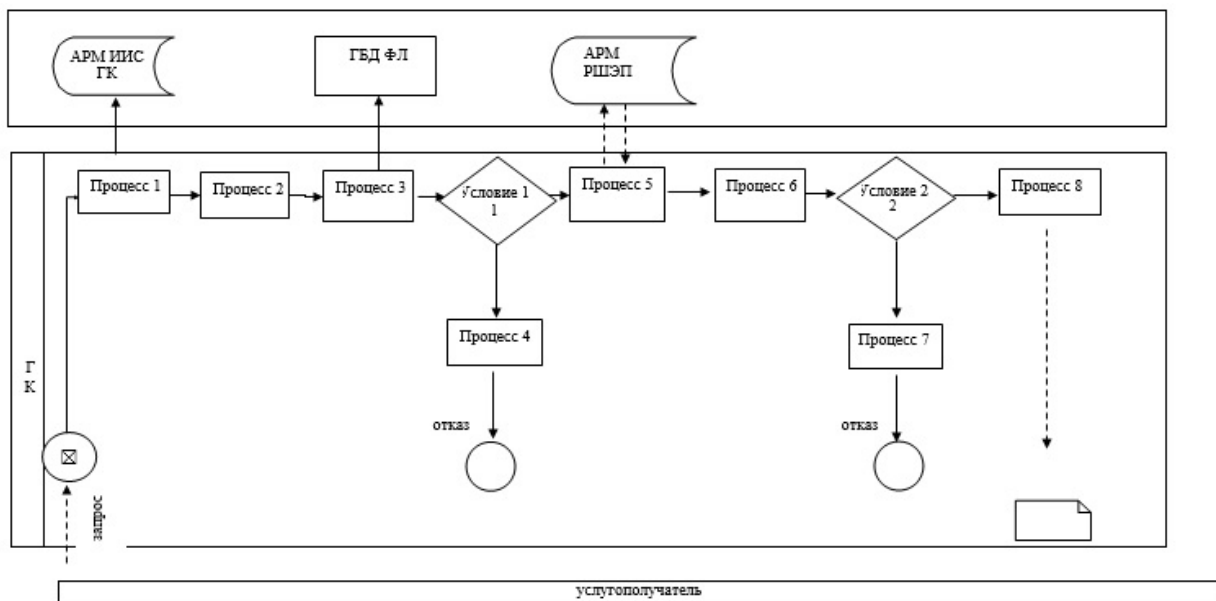 АРМ ИИС
ГК
ГБД ФЛ
АРМ
РШЭП
Процесс 1
Процесс 2
Процесс 3
Условие 1
1
Процесс 5
Процесс 6
Условие 2
2
Процесс 8
Процесс 4
Процесс 7
Г
К
отказ
отказ
запрос
услугополучатель